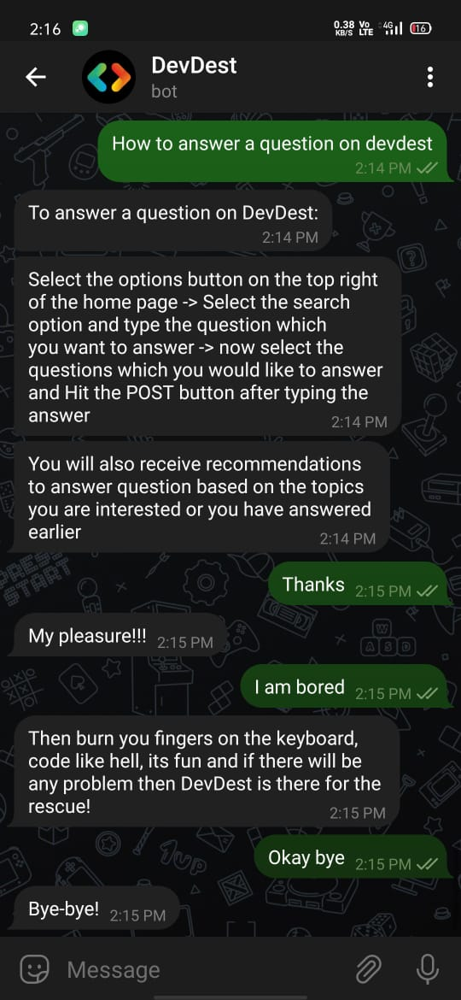 2:16
0.38 KB/S Vo LTE 4G 16
DevDest
bot
How to answer a question on devdest
2:14 PM
To answer a question on DevDest:
2:14 PM
Select the options button on the top right
of the home page -> Select the search
option and type the question which
you want to answer -> now select the
questions which you would like to answer
and Hit the POST button after typing the
answer
2:14 PM
You will also receive recommendations
to answer question based on the topics
you are interested or you have answered
earlier
2:14 PM
PRESS
START
Thanks 2:15 PM
My pleasure!!! 2:15 PM
W
A S D
I am bored 2:15 PM
Then burn you fingers on the keyboard,
code like hell, its fun and if there will be
any problem then DevDest is there for the
rescue!
2:15 PM
Okay bye 2:15 PM
1UP
Bye-bye! 2:15 PM
Message